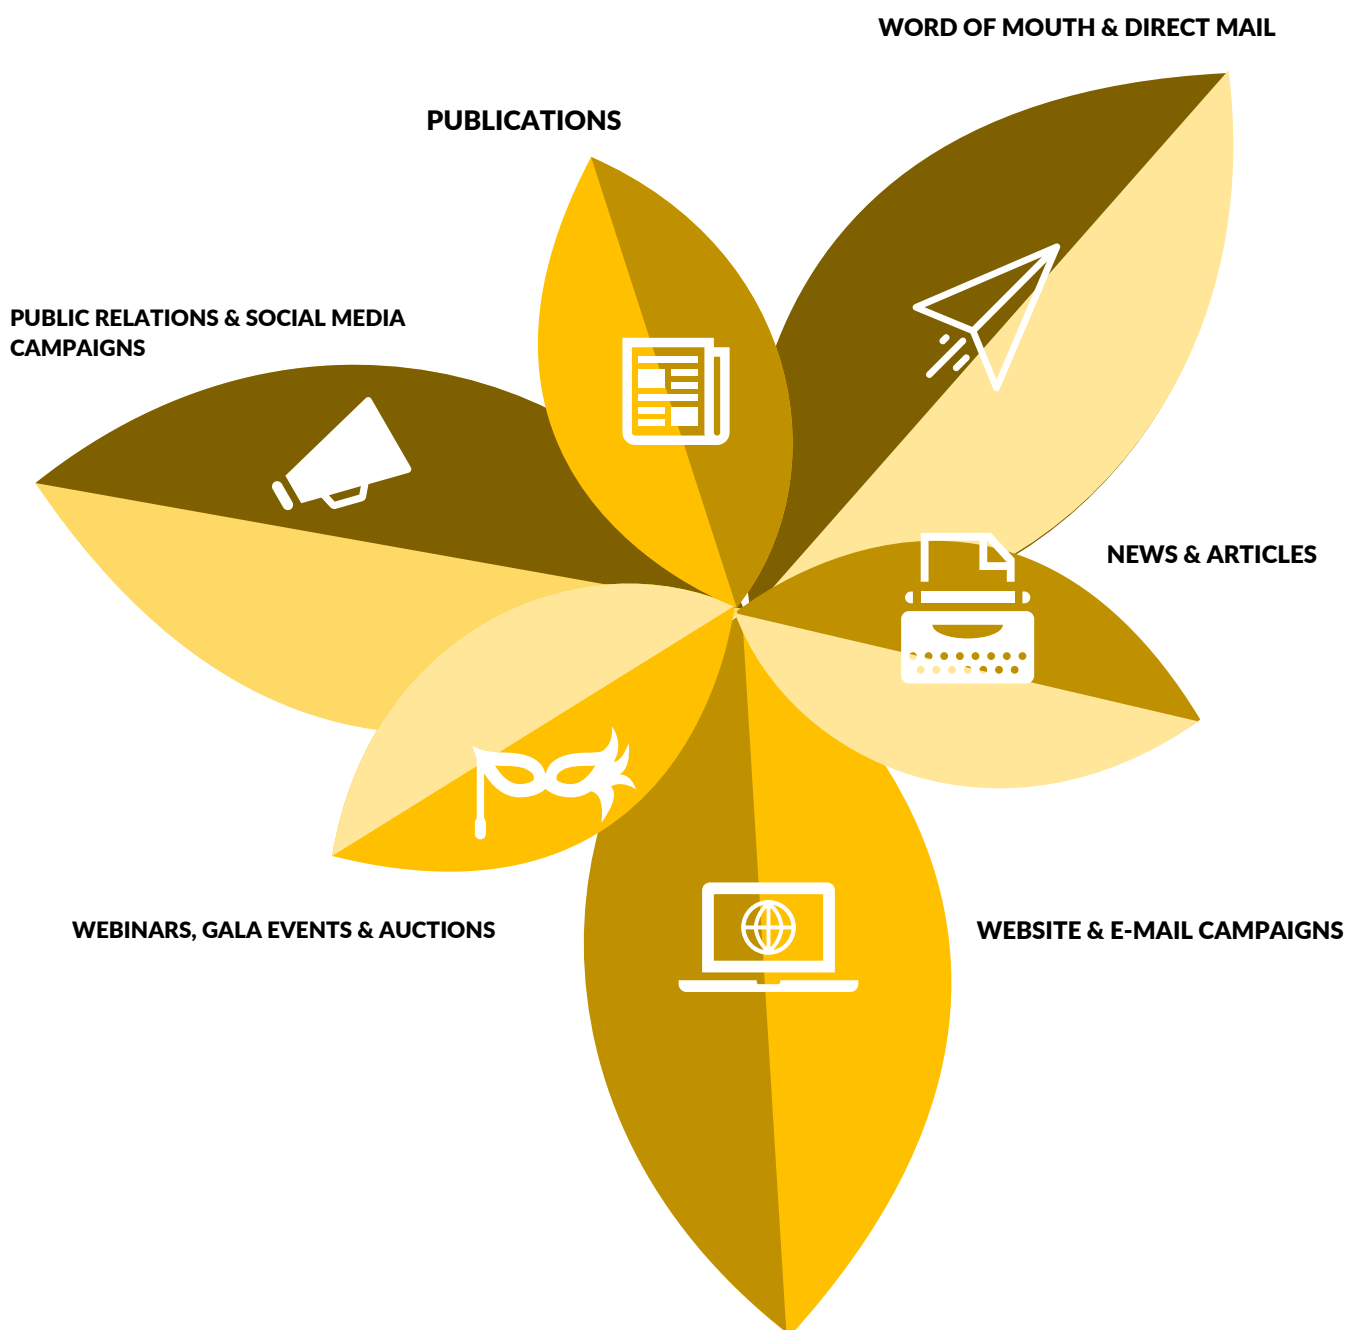 WORD OF MOUTH & DIRECT MAIL
PUBLICATIONS
PUBLIC RELATIONS & SOCIAL MEDIA
CAMPAIGNS
NEWS & ARTICLES
WEBINARS, GALA EVENTS & AUCTIONS
WEBSITE & E-MAIL CAMPAIGNS